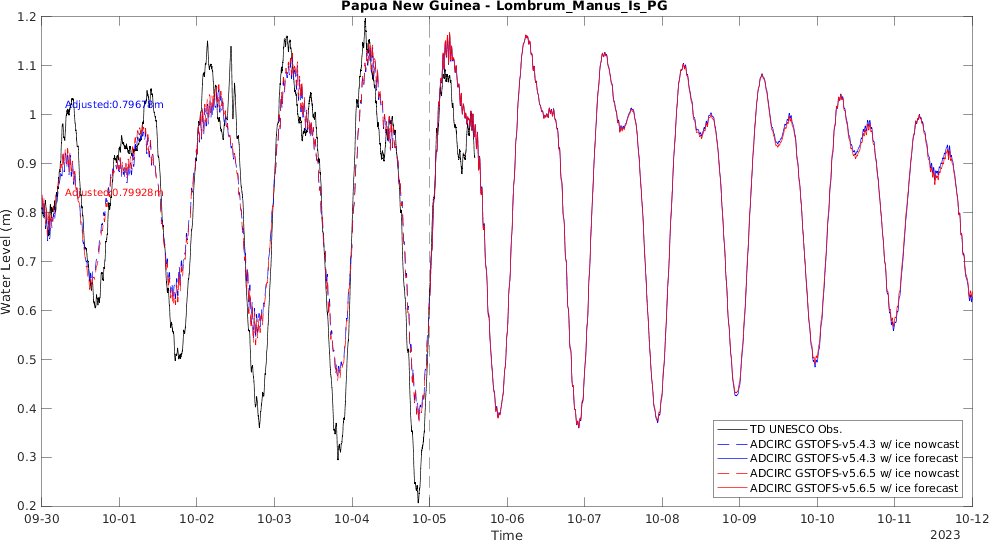 Papua New Guinea - Lombrum_Manus_Is_PG
1.2
1.1
1
0.9
0.8
0.7
0.6
0.5
0.4
0.3
0.2
Water Level (m)
Adjusted:0.79678m
Adjusted:0.79928m
TD UNESCO Obs.
ADCIRC GSTOFS-v5.4.3 w/ ice nowcast
ADCIRC GSTOFS-v5.4.3 w/ ice forecast
ADCIRC GSTOFS-v5.6.5 w/ ice nowcast
ADCIRC GSTOFS-v5.6.5 w/ ice forecast
09-30 10-01 10-02 10-03 10-04 10-05 10-06 10-07 10-08 10-09 10-10 10-11 10-12
Time
2023